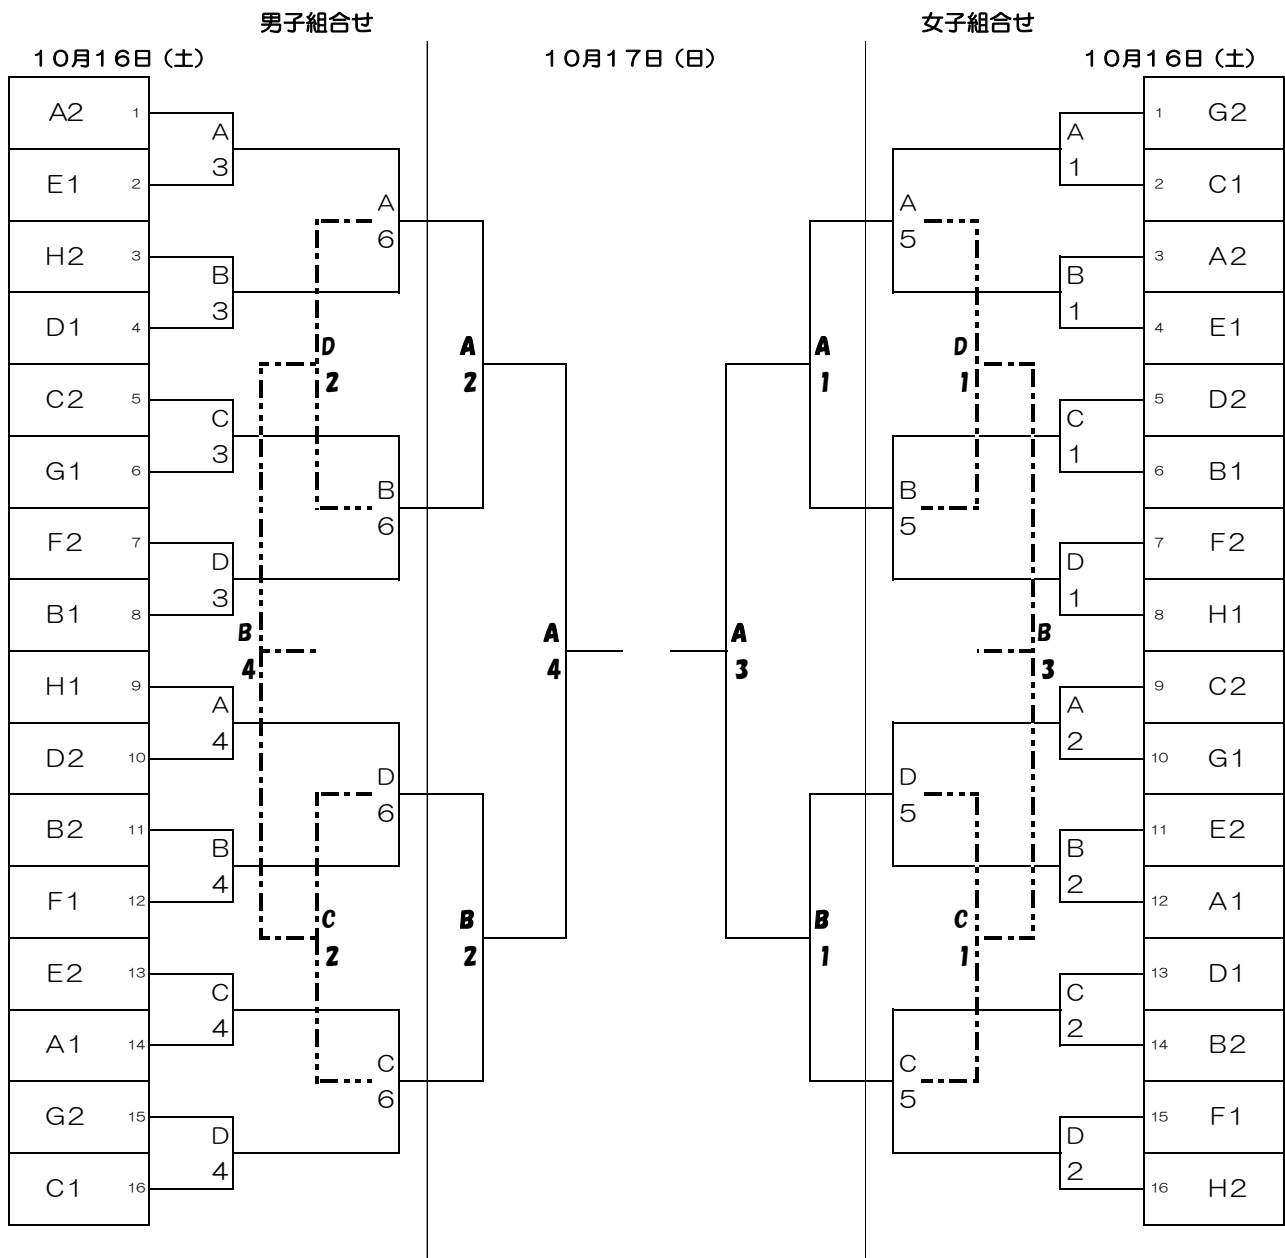 男子組合せ
女子組合せ
10月16日（土）
10月17日（日）
10月16日（土）
A2 1
E1 2
H2 3
D1 4
C2 5
G1 6
F2 7
B1 8
H1 9
D2 10
B2 11
F1 12
E2 13
A1 14
G2 15
C1 16
A
3
B
3
C
3
D
3
A
4
B
4
C
4
D
4
A
6
B
6
D
6
C
6
D
2
C
2
B
4
A
2
B
2
A
4
A
3
A
1
B
1
D
1
C
1
B
3
A
5
B
5
D
5
C
5
A
1
B
1
C
1
D
1
A
2
B
2
C
2
D
2
1 G2
2 C1
3 A2
4 E1
5 D2
6 B1
7 F2
8 H1
9 C2
10 G1
11 E2
12 A1
13 D1
14 B2
15 F1
16 H2